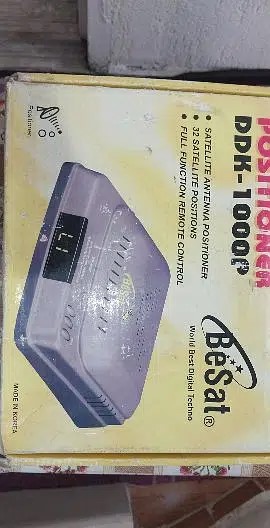 POSITIONER
DDK-1000P
• SATELLITE ANTENNA POSITIONER
• 32 SATELLITE POSITIONS
• FULL FUNCTION REMOTE CONTROL
Positioner
BeSat®
World Best Digital Techno
MADE IN KOREA